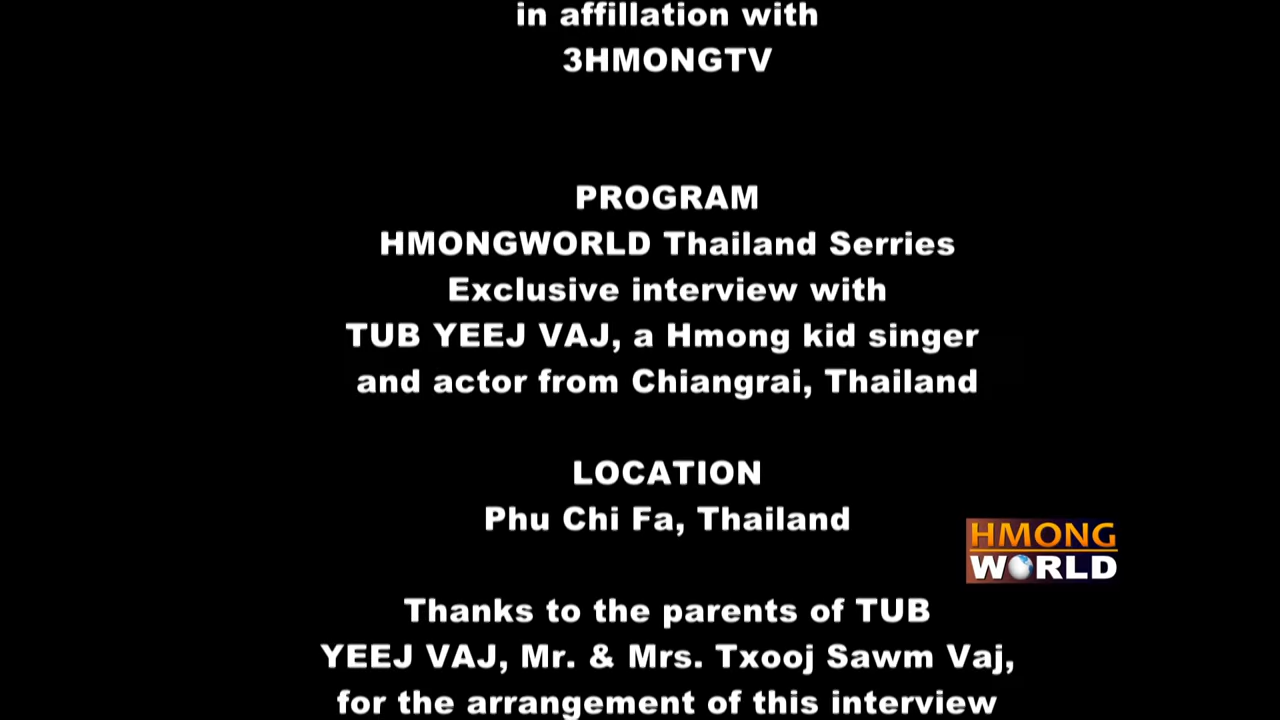 in affillation with
3HMONGTV
PROGRAM
HMONGWORLD Thailand Serries
Exclusive interview with
TUB YEEJ VAJ, a Hmong kid singer
and actor from Chiangrai, Thailand
LOCATION
Phu Chi Fa, Thailand
HMONG
WORLD
Thanks to the parents of TUB
YEEJ VAJ, Mr. & Mrs. Txooj Sawm Vaj,
for the arrangement of this interview